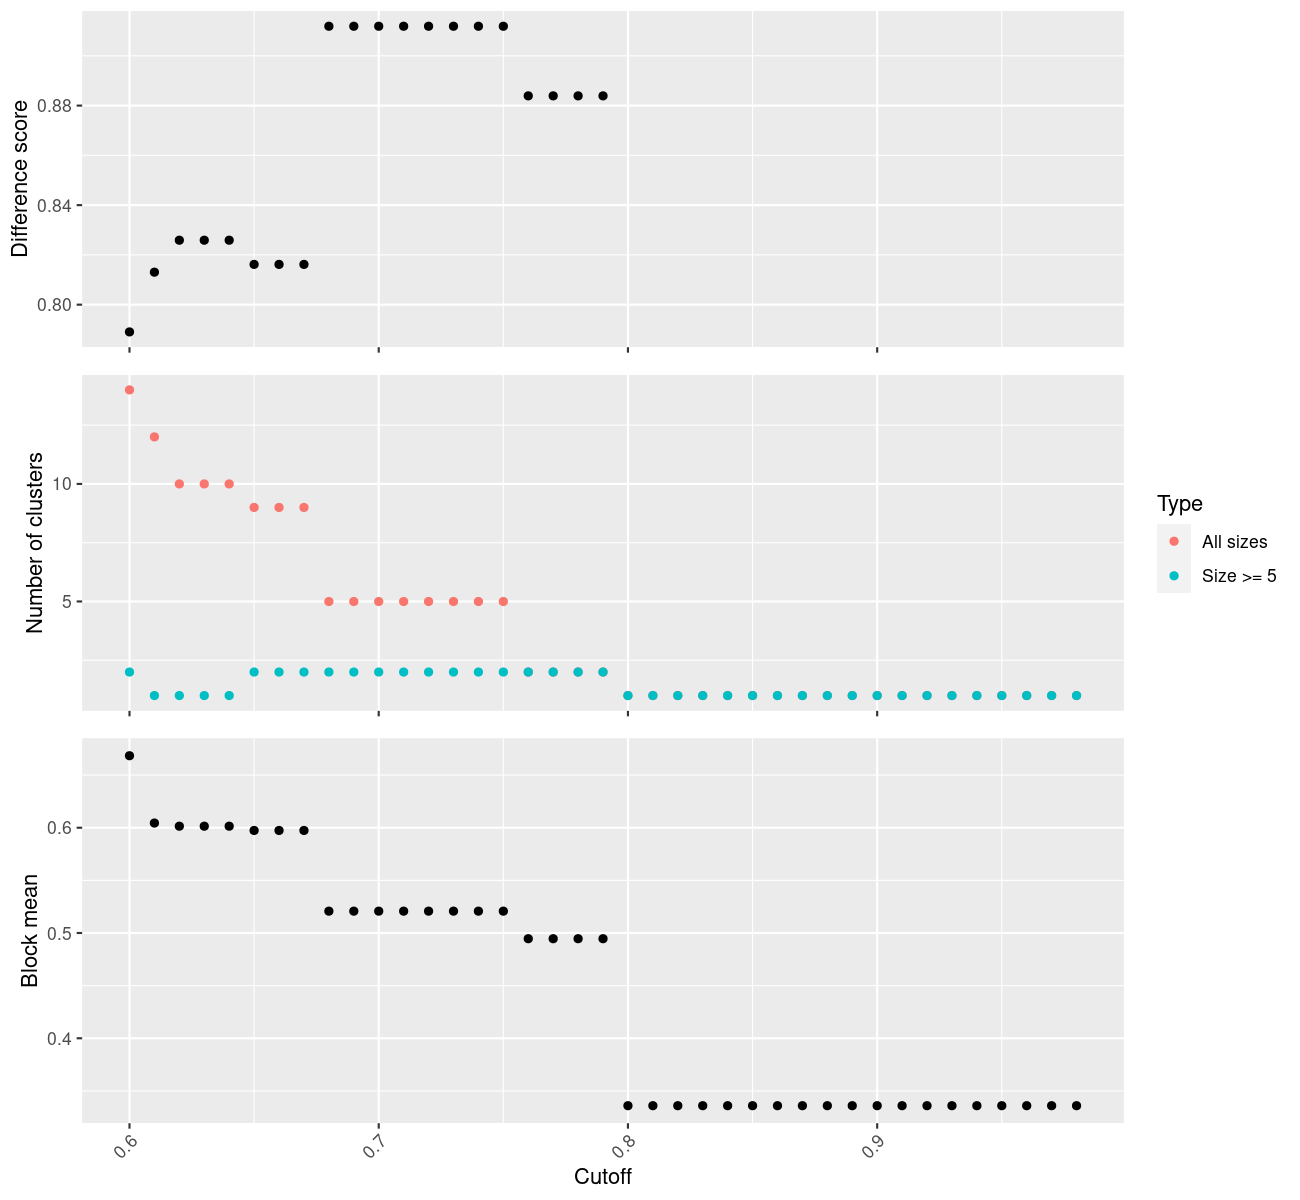 Difference score
0.88
0.84
0.80
Number of clusters
10
5
Type
All sizes
Size >= 5
Block mean
0.6
0.5
0.4
0.6 0.7 0.8 0.9
Cutoff